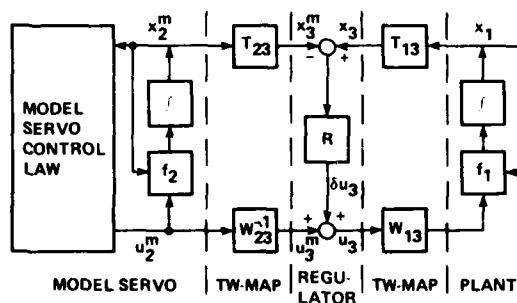 x₂ᵐ
T₂₃
x₃ᵐ
x₃
T₁₃
x₁
−
+
MODEL
SERVO
CONTROL
LAW
∫
∫
R
f₂
f₁
δu₃
u₂ᵐ
W₂₃⁻¹
+
+
u₃ᵐ
u₃
W₁₃
MODEL SERVO
TW-MAP
REGU-
LATOR
TW-MAP
PLANT